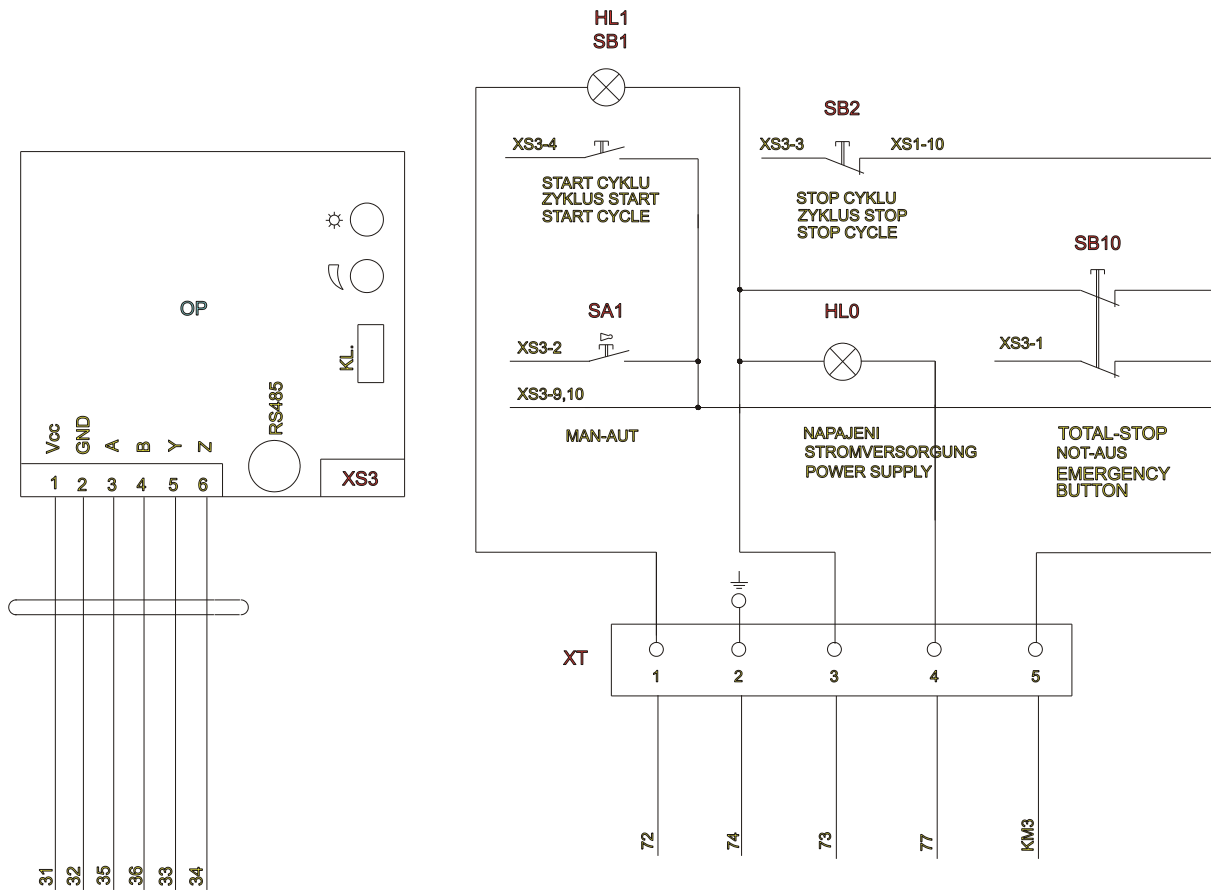 HL1
SB1
SB2
XS3-4
XS3-3
XS1-10
START CYKLU
ZYKLUS START
START CYCLE
STOP CYKLU
ZYKLUS STOP
STOP CYCLE
SB10
OP
SA1
HL0
KL.
XS3-2
XS3-1
XS3-9,10
RS485
MAN-AUT
NAPAJENI
STROMVERSORGUNG
POWER SUPPLY
TOTAL-STOP
NOT-AUS
EMERGENCY
BUTTON
Vcc
GND
A
B
Y
Z
1
2
3
4
5
6
XS3
XT
1
2
3
4
5
72
74
73
77
KM3
31
32
35
36
33
34